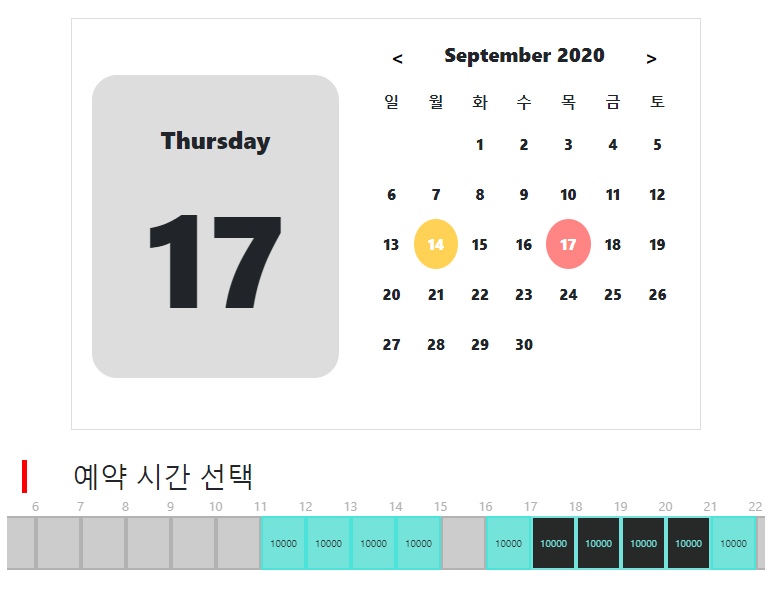 < September 2020 >
Thursday
17
일 월 화 수 목 금 토
1 2 3 4 5
6 7 8 9 10 11 12
13 14 15 16 17 18 19
20 21 22 23 24 25 26
27 28 29 30
예약 시간 선택
6 7 8 9 10 11 12 13 14 15 16 17 18 19 20 21 22
10000 10000 10000 10000 10000 10000 10000 10000 10000 10000